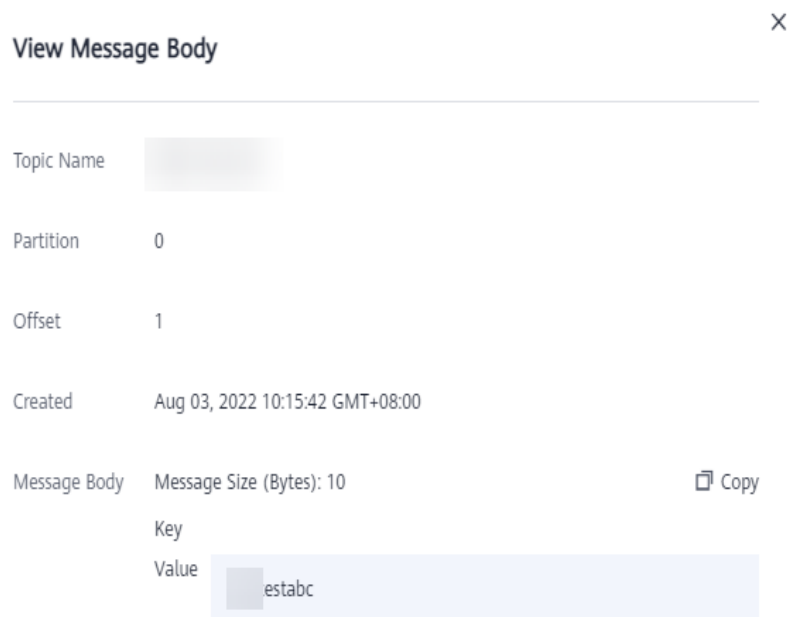 View Message Body
Topic Name
Partition 0
Offset 1
Created Aug 03, 2022 10:15:42 GMT+08:00
Message Body Message Size (Bytes): 10 Copy
Key
Value estabc